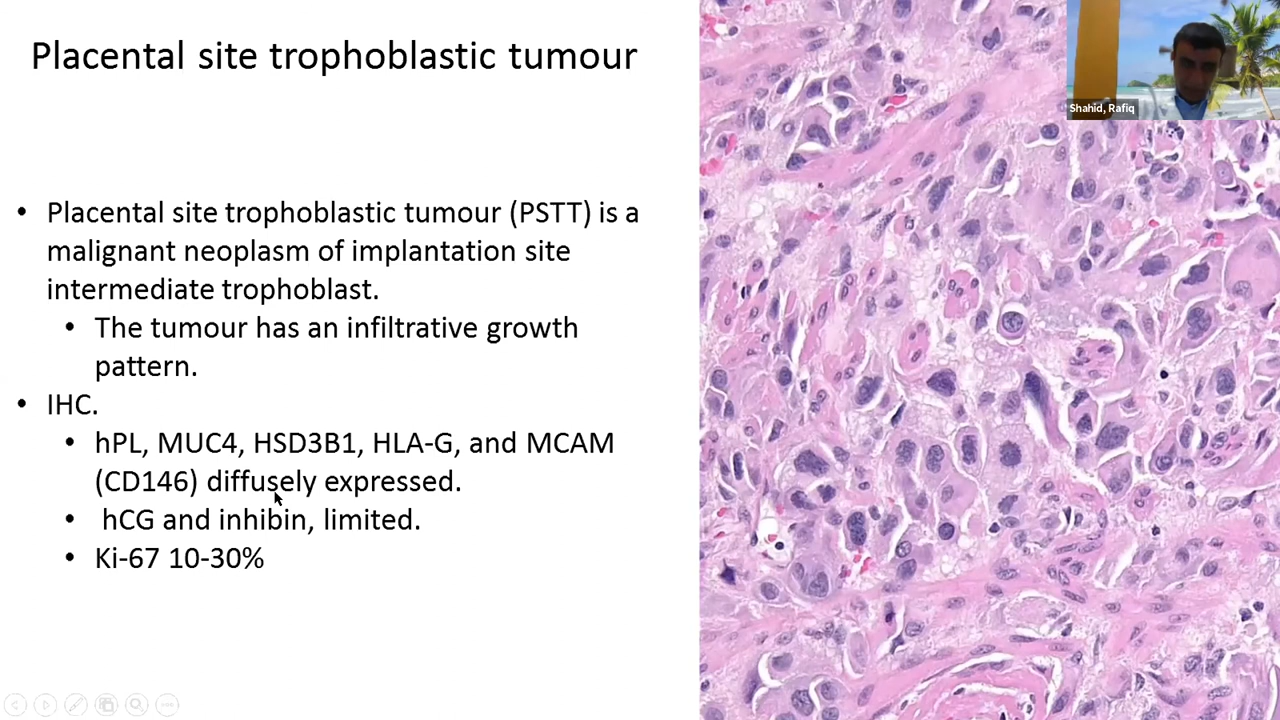 Placental site trophoblastic tumour
Shahid, Rafiq
• Placental site trophoblastic tumour (PSTT) is a
malignant neoplasm of implantation site
intermediate trophoblast.
• The tumour has an infiltrative growth
pattern.
• IHC.
• hPL, MUC4, HSD3B1, HLA-G, and MCAM
(CD146) diffusely expressed.
• hCG and inhibin, limited.
• Ki-67 10-30%